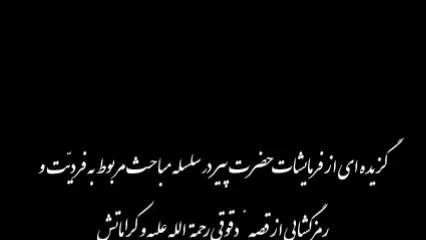 گزیده ای از فرمایشات حضرت پیر در سلسله مباحث مربوط به فردیّت و
رمزگشایی از قصهٔ دقوقی رحمة الله علیه و کراماتش